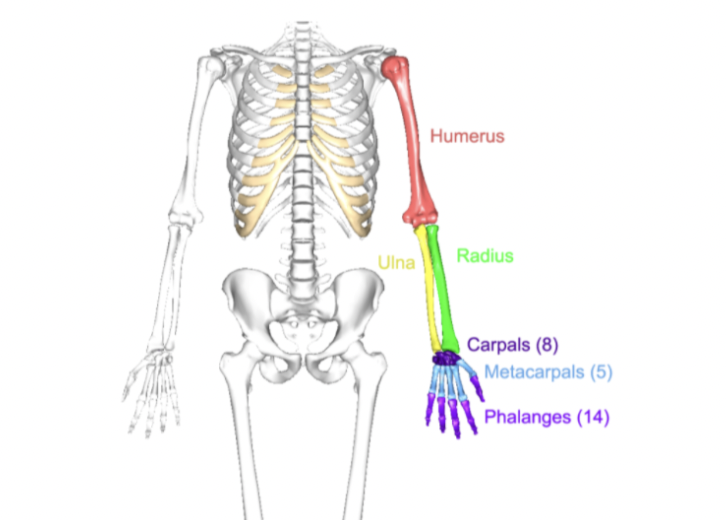 Humerus
Ulna
Radius
Carpals (8)
Metacarpals (5)
Phalanges (14)